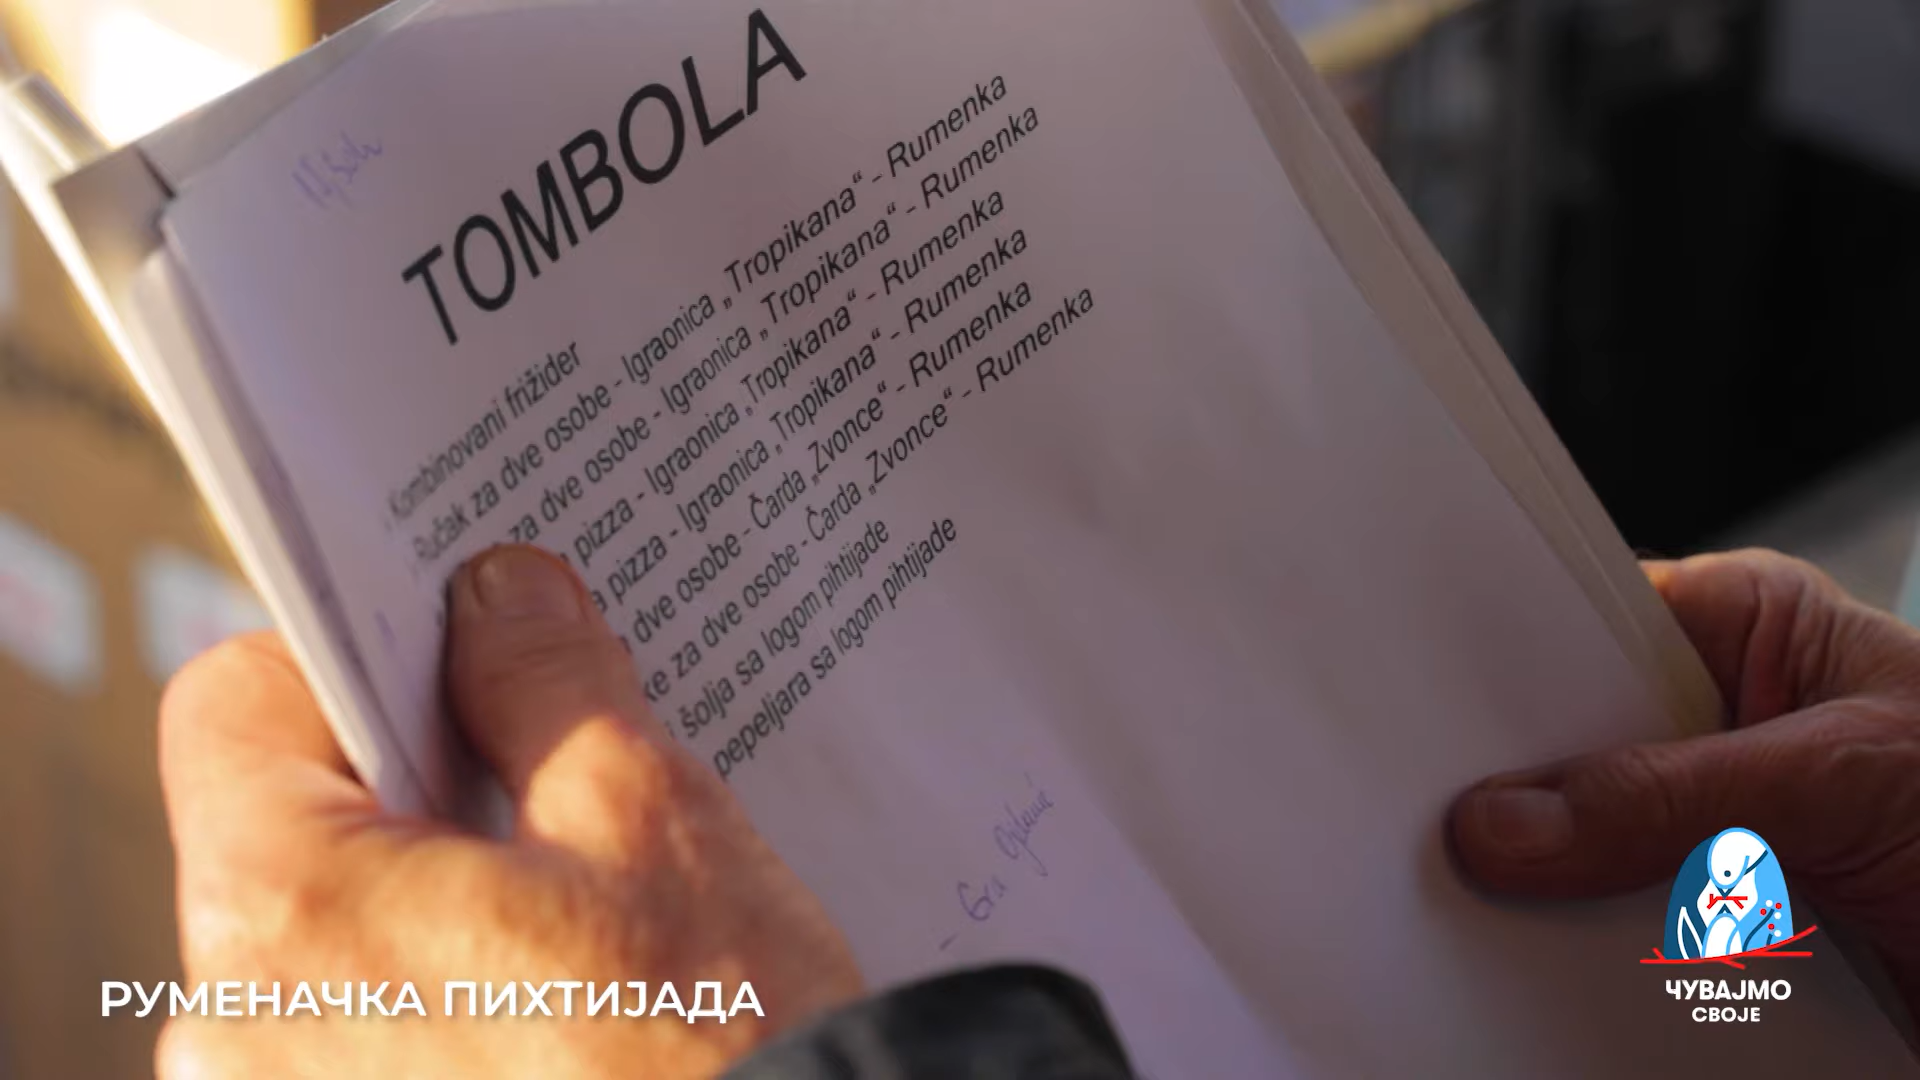 TOMBOLA
Kombinovani frižider
Ručak za dve osobe - Igraonica „Tropikana“ - Rumenka
za dve osobe - Igraonica „Tropikana“ - Rumenka
pizza - Igraonica „Tropikana“ - Rumenka
pizza - Igraonica „Tropikana“ - Rumenka
dve osobe - Čarda „Zvonce“ - Rumenka
za dve osobe - Čarda „Zvonce“ - Rumenka
šolja sa logom pihtijade
pepeljara sa logom pihtijade
РУМЕНАЧКА ПИХТИЈАДА
ЧУВАЈМО
СВОЈЕ